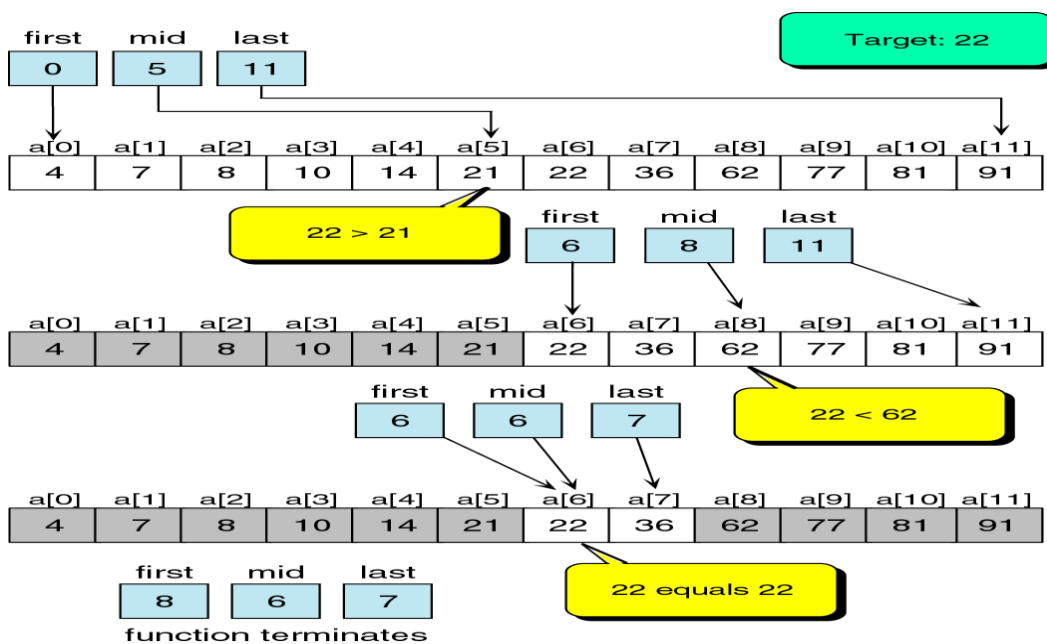 Target: 22
first mid last
0 5 11
a[0] a[1] a[2] a[3] a[4] a[5] a[6] a[7] a[8] a[9] a[10] a[11]
4 7 8 10 14 21 22 36 62 77 81 91
22 > 21
first mid last
6 8 11
a[0] a[1] a[2] a[3] a[4] a[5] a[6] a[7] a[8] a[9] a[10] a[11]
4 7 8 10 14 21 22 36 62 77 81 91
22 < 62
first mid last
6 6 7
a[0] a[1] a[2] a[3] a[4] a[5] a[6] a[7] a[8] a[9] a[10] a[11]
4 7 8 10 14 21 22 36 62 77 81 91
22 equals 22
first mid last
8 6 7
function terminates